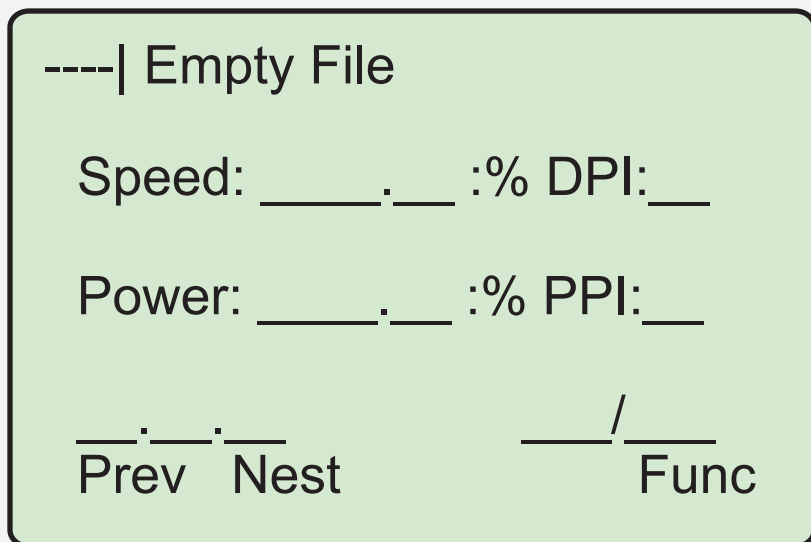 ----| Empty File
Speed: ____.__ :% DPI:__
Power: ____.__ :% PPI:__
__.__.__ ___/___
Prev Nest Func